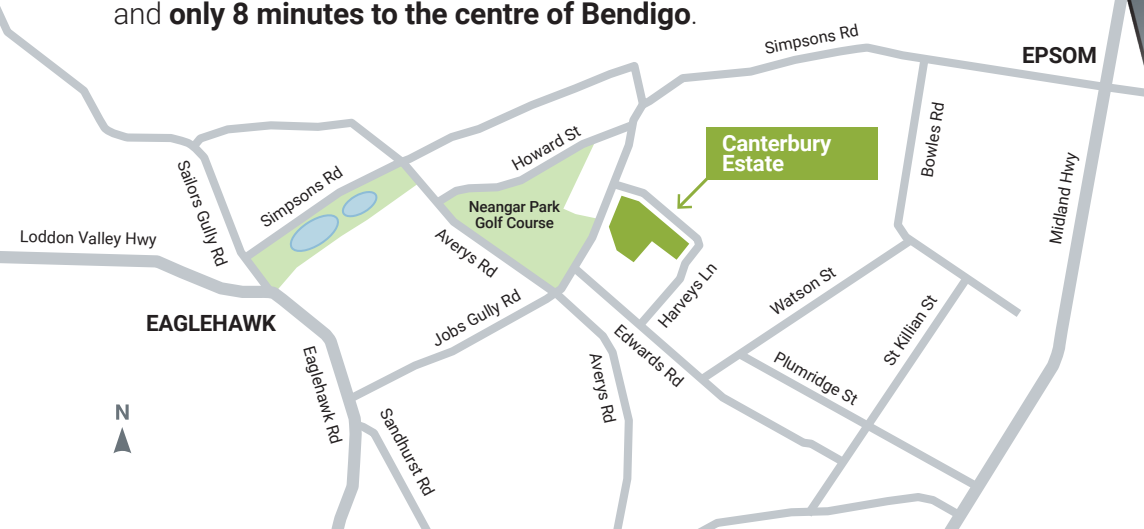 and only 8 minutes to the centre of Bendigo.
Simpsons Rd
EPSOM
Bowles Rd
Howard St
Canterbury
Estate
Midland Hwy
Sailors Gully Rd
Simpsons Rd
Neangar Park
Golf Course
Loddon Valley Hwy
Averys Rd
Harveys Ln
Watson St
EAGLEHAWK
Jobs Gully Rd
St Killian St
Edwards Rd
Eaglehawk Rd
Averys Rd
Plumridge St
N
Sandhurst Rd